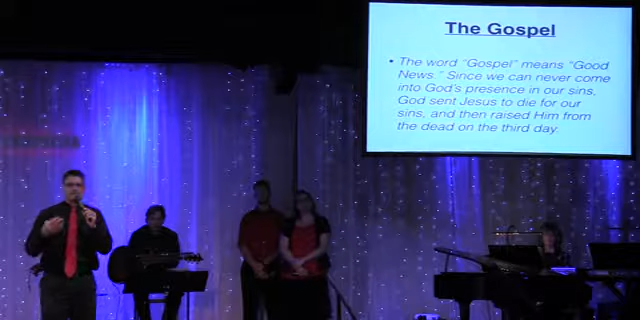 The Gospel
• The word “Gospel” means “Good
News.” Since we can never come
into God’s presence in our sins,
God sent Jesus to die for our
sins, and then raised Him from
the dead on the third day.